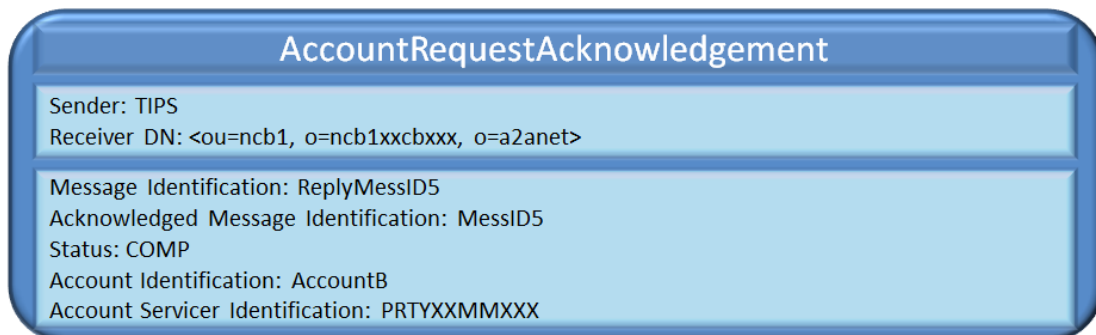 AccountRequestAcknowledgement
Sender: TIPS
Receiver DN: <ou=ncb1, o=ncb1xxcbxxx, o=a2anet>
Message Identification: ReplyMessID5
Acknowledged Message Identification: MessID5
Status: COMP
Account Identification: AccountB
Account Servicer Identification: PRTYXXMMXXX